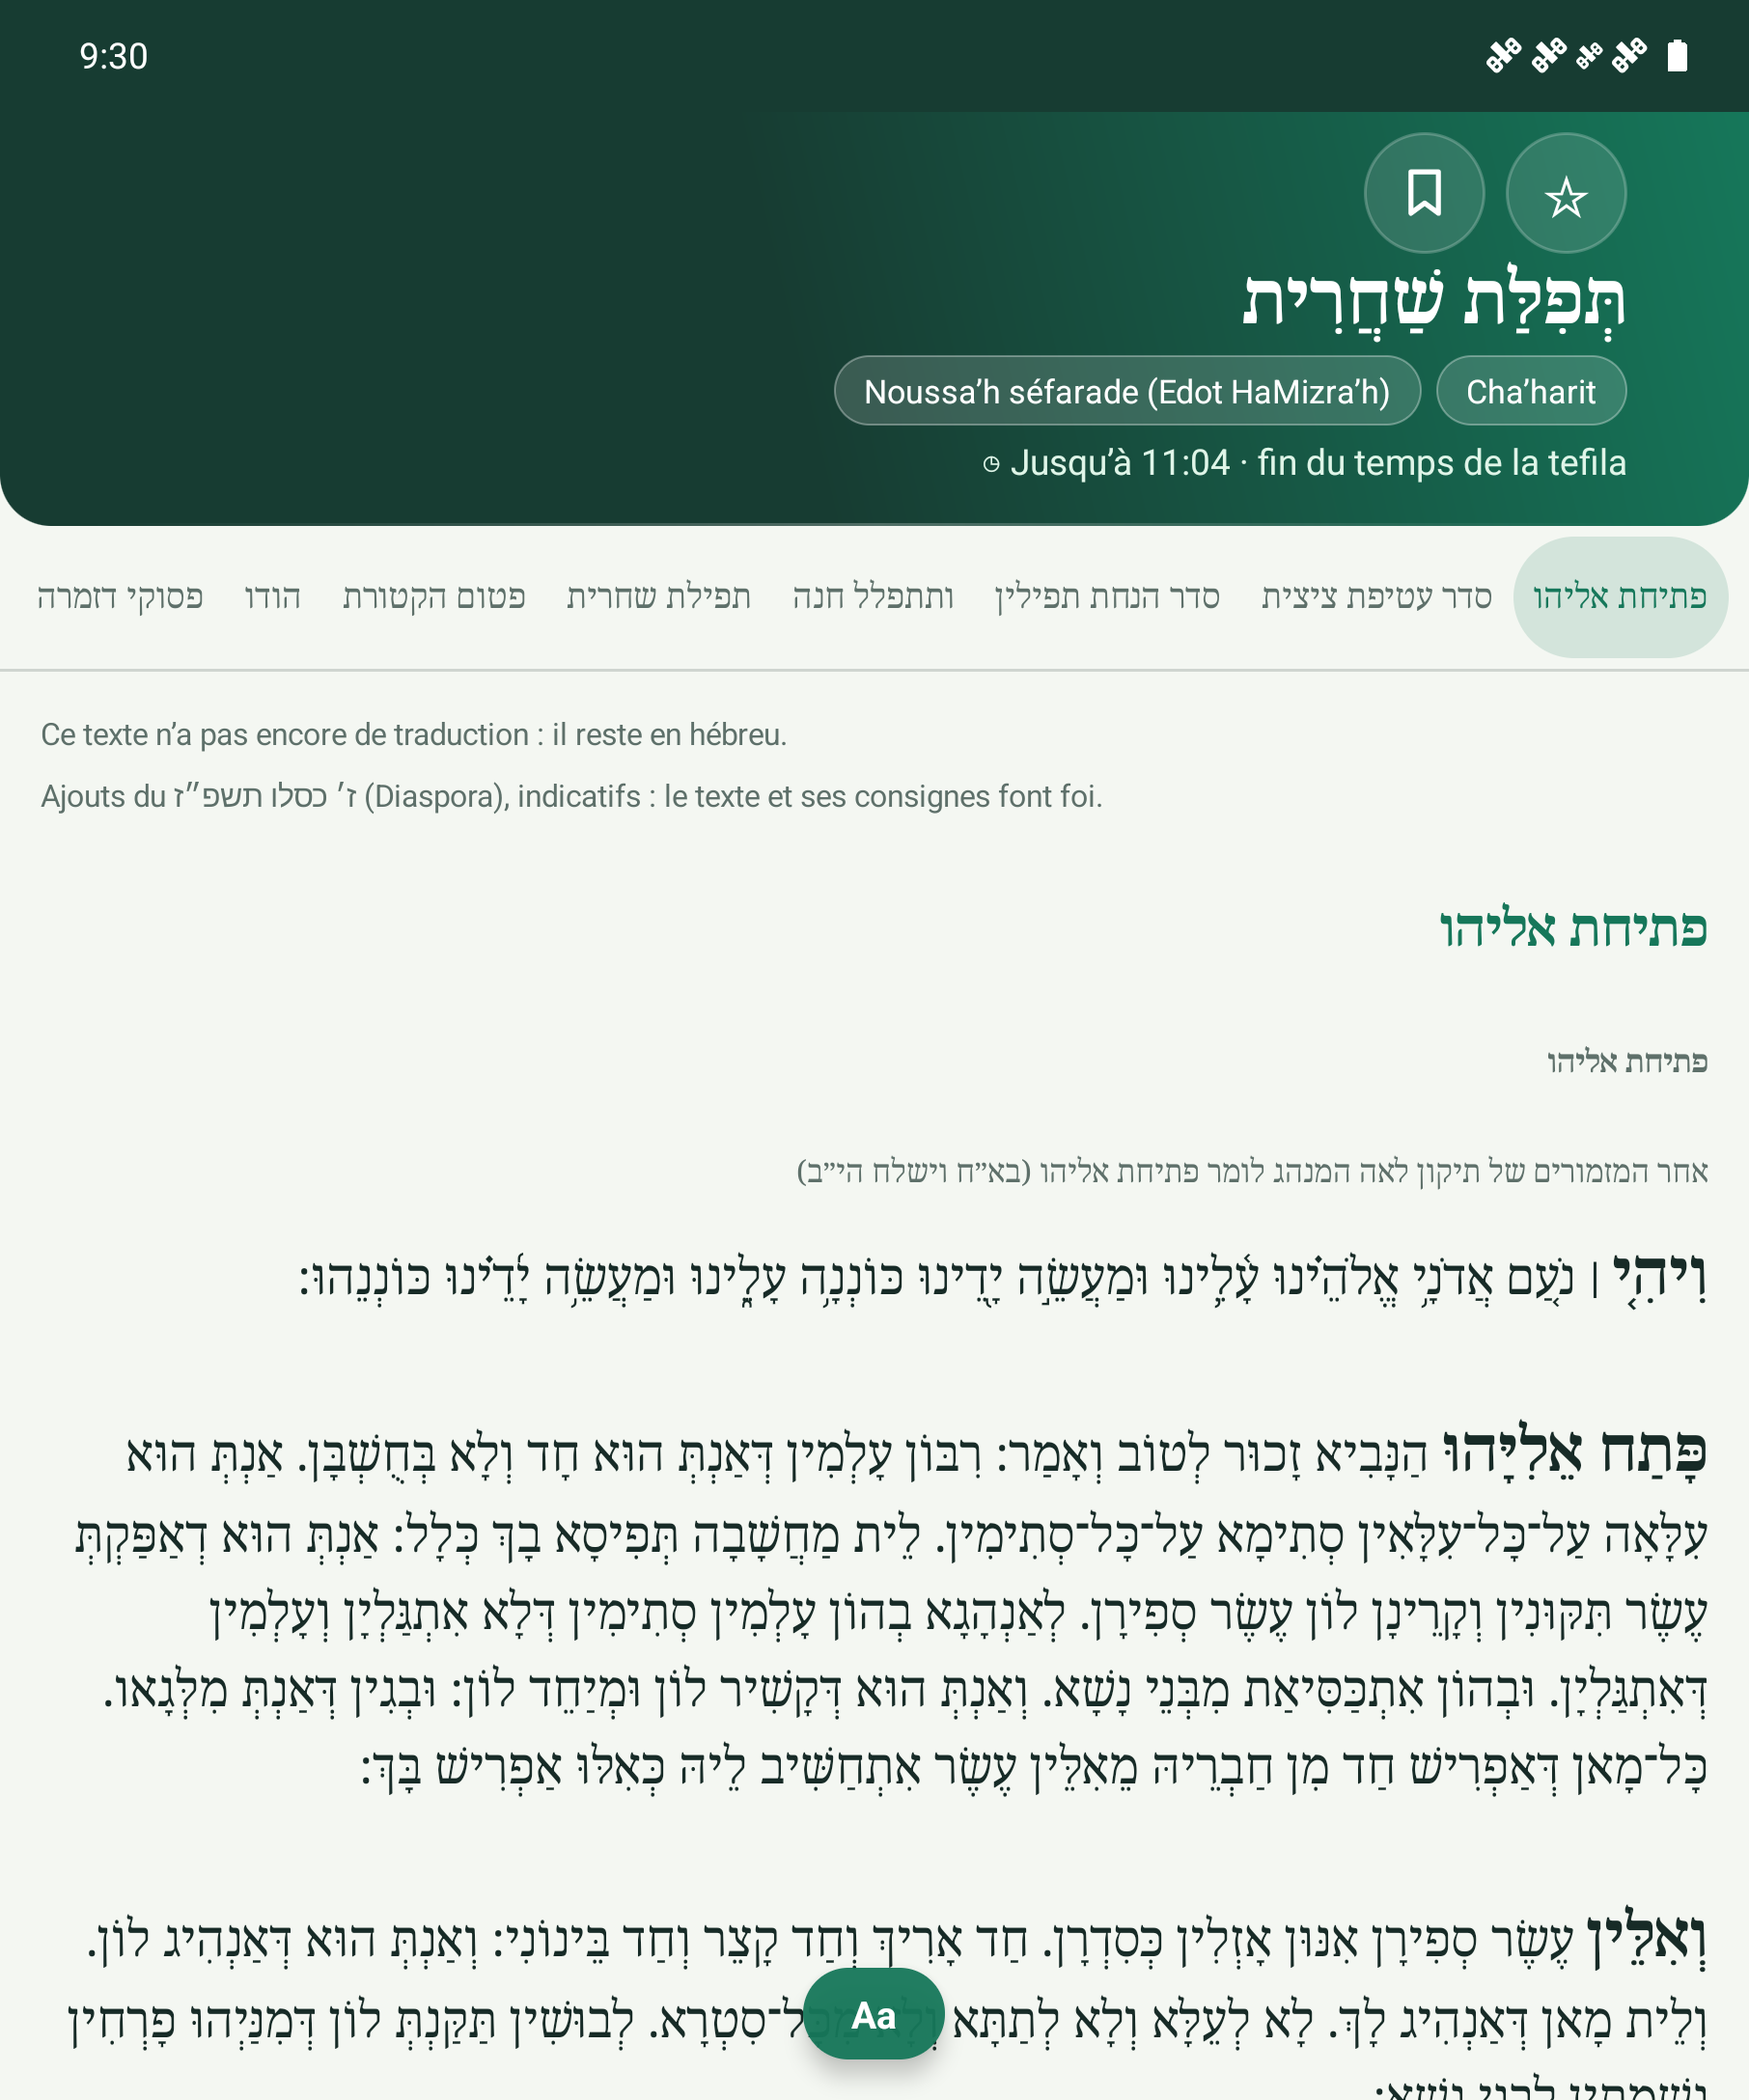 9:30
תְּפִלַּת שַׁחֲרִית
Cha’harit
Noussa’h séfarade (Edot HaMizra’h)
Jusqu’à 11:04 · fin du temps de la tefila
פתיחת אליהו
סדר עטיפת ציצית
סדר הנחת תפילין
ותתפלל חנה
תפילת שחרית
פטום הקטורת
הודו
פסוקי דזמרה
Ce texte n’a pas encore de traduction : il reste en hébreu.
Ajouts du ז׳ כסלו תשפ״ז (Diaspora), indicatifs : le texte et ses consignes font foi.
פתיחת אליהו
פתיחת אליהו
אחר המזמורים של תיקון לאה המנהג לומר פתיחת אליהו (בא״ח וישלח הי״ב)
וִיהִ֤י ׀ נֹ֤עַם אֲדֹנָ֥י אֱלֹהֵ֗ינוּ עָ֫לֵ֥ינוּ וּמַעֲשֵׂ֣ה יָ֭דֵינוּ כּוֹנְנָ֥ה עָלֵ֑ינוּ וּמַעֲשֵׂ֥ה יָ֝דֵ֗ינוּ כּוֹנְנֵֽהוּ׃
פָּתַח אֵלִיָּהוּ הַנָּבִיא זָכוּר לְטוֹב וְאָמַר: רִבּוֹן עָלְמִין דְּאַנְתְּ הוּא חָד וְלָא בְּחֻשְׁבָּן. אַנְתְּ הוּא
עִלָּאָה עַל־כָּל־עִלָּאִין סְתִימָא עַל־כָּל־סְתִימִין. לֵית מַחֲשָׁבָה תְּפִיסָא בָךְ כְּלָל: אַנְתְּ הוּא דְאַפַּקְתְּ
עֶשֶׂר תִּקּוּנִין וְקָרֵינָן לוֹן עֶשֶׂר סְפִירָן. לְאַנְהָגָא בְהוֹן עָלְמִין סְתִימִין דְּלָא אִתְגַּלְיָן וְעָלְמִין
דְּאִתְגַּלְיָן. וּבְהוֹן אִתְכַּסִּיאַת מִבְּנֵי נָשָׁא. וְאַנְתְּ הוּא דְּקָשִׁיר לוֹן וּמְיַחֵד לוֹן: וּבְגִין דְּאַנְתְּ מִלְּגָאו.
כָּל־מָאן דְּאַפְרִישׁ חַד מִן חַבְרֵיהּ מֵאִלֵּין עֶשֶׂר אִתְחַשִּׁיב לֵיהּ כְּאִלּוּ אַפְרִישׁ בָּךְ:
וְאִלֵּין עֶשֶׂר סְפִירָן אִנּוּן אָזְלִין כְּסִדְרָן. חַד אָרִיךְ וְחַד קָצֵר וְחַד בֵּינוֹנִי: וְאַנְתְּ הוּא דְּאַנְהִיג לוֹן.
וְלֵית מָאן דְּאַנְהִיג לָךְ. לָא לְעֵלָּא וְלָא לְתַתָּא וְלָא מִכָּל־סִטְרָא. לְבוּשִׁין תַּקַּנְתְּ לוֹן דְּמִנַּיְהוּ פָּרְחִין
Aa